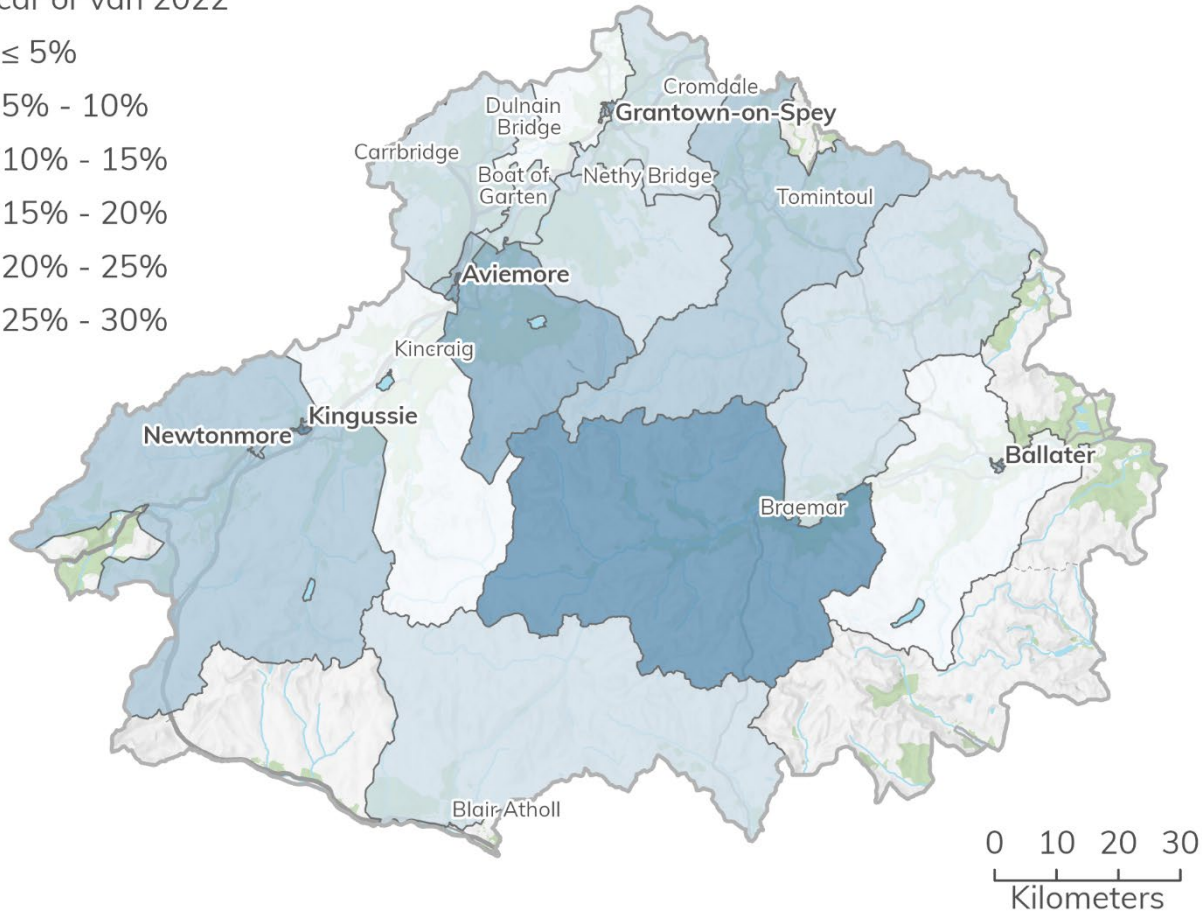 car or van 2022
≤ 5%
5% - 10%
10% - 15%
15% - 20%
20% - 25%
25% - 30%
Cromdale
Dulnain
Bridge
Grantown-on-Spey
Carrbridge
Boat of
Garten
Nethy Bridge
Tomintoul
Aviemore
Kincraig
Kingussie
Newtonmore
Ballater
Braemar
Blair Atholl
0 10 20 30
Kilometers